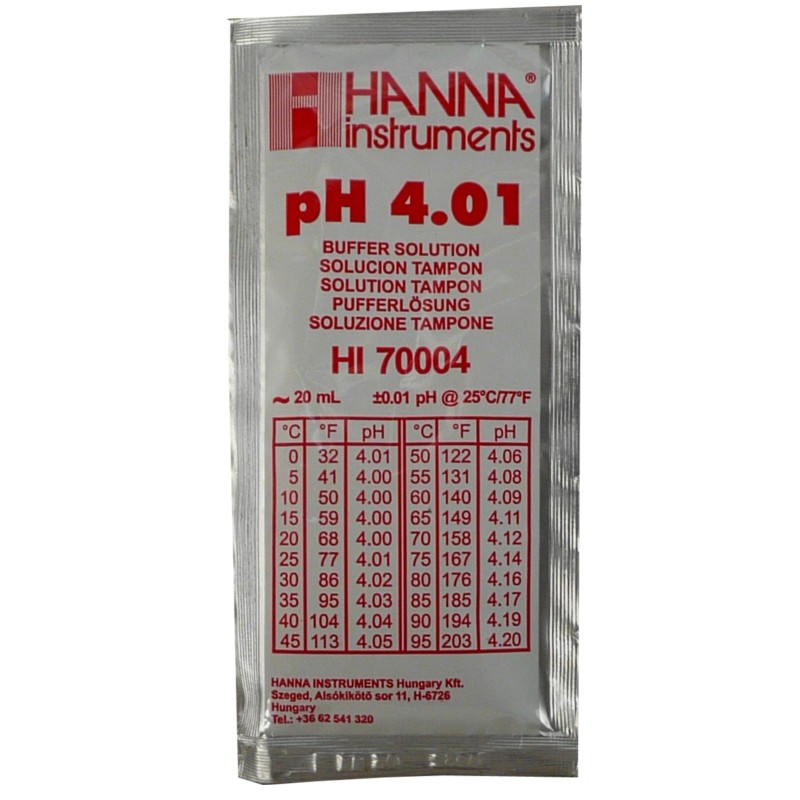 HANNA®
instruments
pH 4.01
BUFFER SOLUTION
SOLUCION TAMPON
SOLUTION TAMPON
PUFFERLÖSUNG
SOLUZIONE TAMPONE
HI 70004
~ 20 mL ±0.01 pH @ 25°C/77°F
°C °F pH °C °F pH
0 32 4.01 50 122 4.06
5 41 4.00 55 131 4.08
10 50 4.00 60 140 4.09
15 59 4.00 65 149 4.11
20 68 4.00 70 158 4.12
25 77 4.01 75 167 4.14
30 86 4.02 80 176 4.16
35 95 4.03 85 185 4.17
40 104 4.04 90 194 4.19
45 113 4.05 95 203 4.20
HANNA INSTRUMENTS Hungary Kft.
Szeged, Alsókikötő sor 11, H-6726
Hungary
Tel.: +36 62 541 320